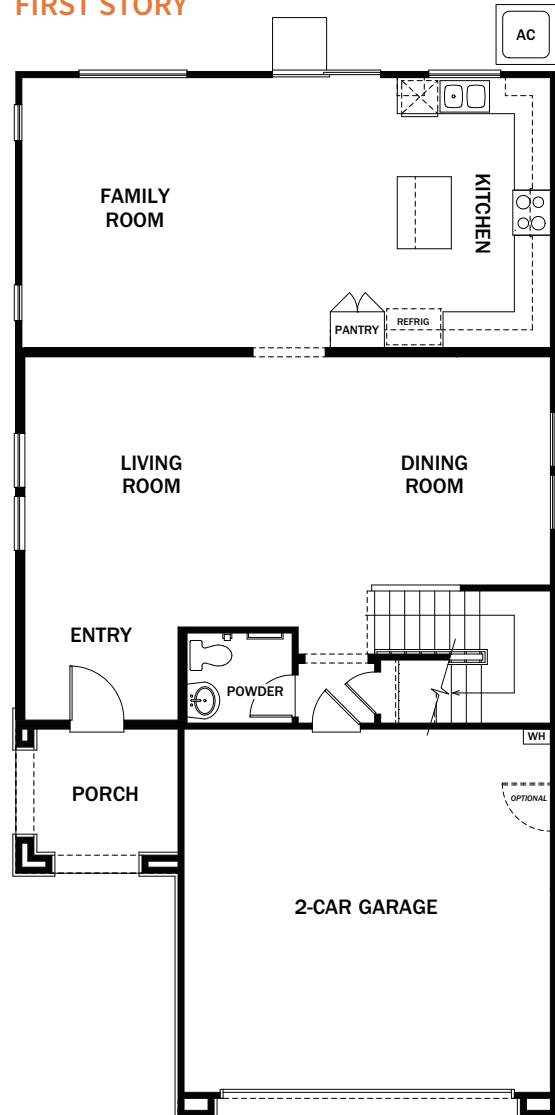 FIRST STORY
AC
FAMILY
ROOM
KITCHEN
PANTRY
REFRIG
LIVING
ROOM
DINING
ROOM
ENTRY
POWDER
WH
PORCH
OPTIONAL
2-CAR GARAGE